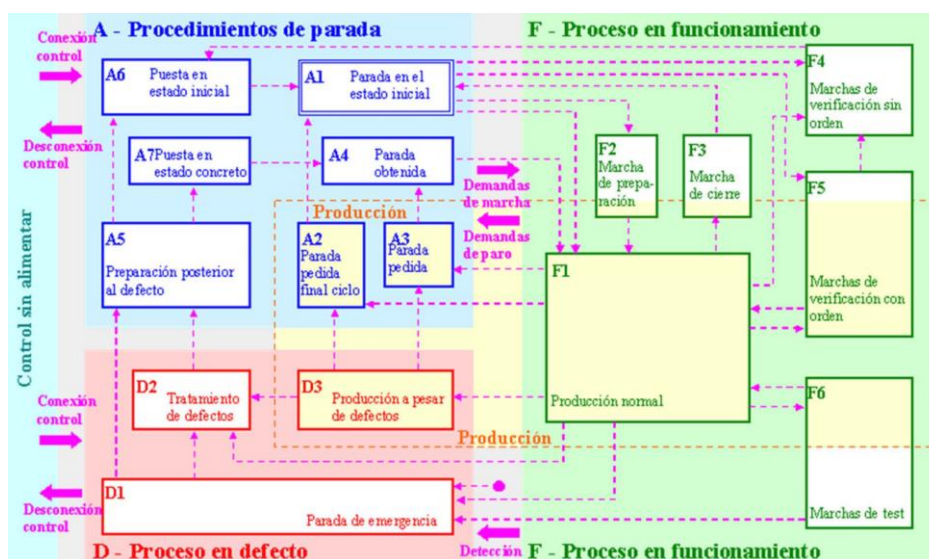 A - Procedimientos de parada
F - Proceso en funcionamiento
Conexión
control
A6
Puesta en
estado inicial
A1
Parada en el
estado inicial
F4
Marchas de
verificación sin
orden
Desconexión
control
A7
Puesta en
estado concreto
A4
Parada
obtenida
F2
Marcha
de prepa-
ración
F3
Marcha
de cierre
Demandas
de marcha
F5
Marchas de
verificación con
orden
Producción
Demandas
de paro
A5
Preparación posterior
al defecto
A2
Parada
pedida
final ciclo
A3
Parada
pedida
F1
Producción normal
Control sin alimentar
D2
Tratamiento
de defectos
D3
Producción a pesar
de defectos
F6
Marchas de test
Conexión
control
Producción
Desconexión
control
D1
Parada de emergencia
Detección
D - Proceso en defecto
F - Proceso en funcionamiento